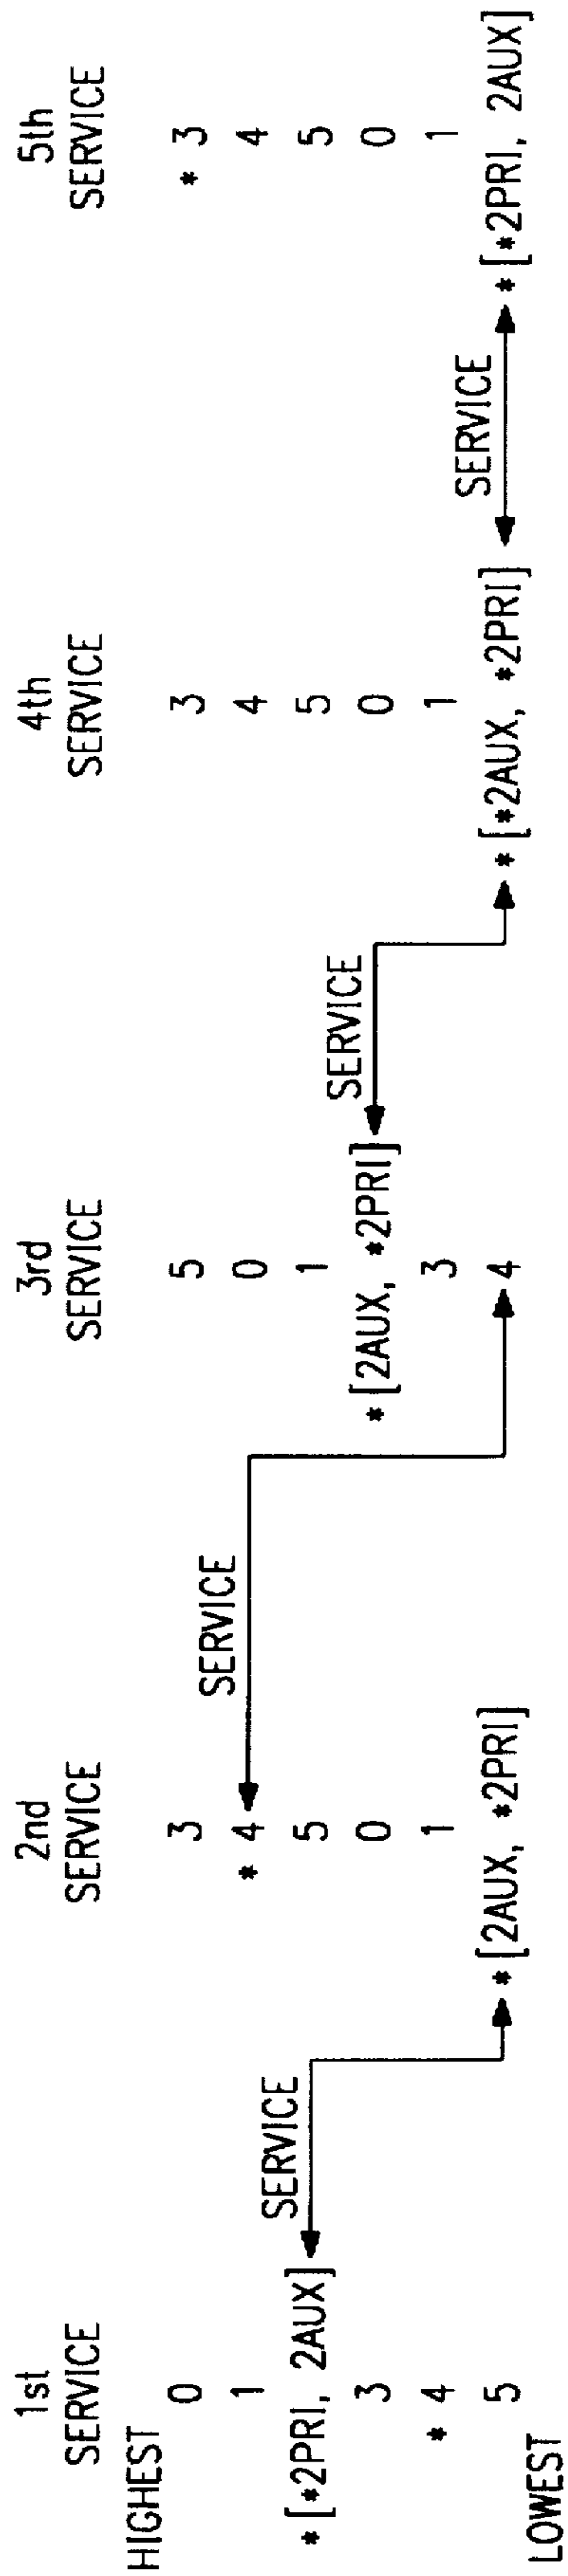 1st
SERVICE
HIGHEST
0
1
* [*2PRI, 2AUX]
3
* 4
5
LOWEST
SERVICE
2nd
SERVICE
3
* 4
5
0
1
* [2AUX, *2PRI]
SERVICE
3rd
SERVICE
5
0
1
* [2AUX, *2PRI]
3
4
SERVICE
4th
SERVICE
3
4
5
0
1
* [*2AUX, *2PRI]
SERVICE
5th
SERVICE
* 3
4
5
0
1
* [*2PRI, 2AUX]